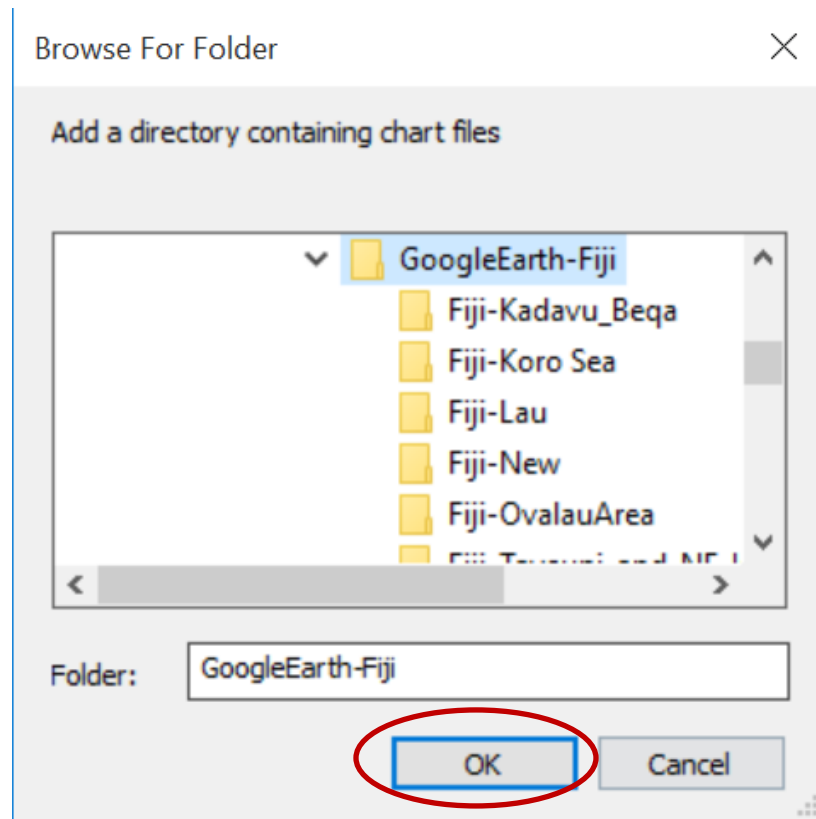 Browse For Folder
Add a directory containing chart files
GoogleEarth-Fiji
Fiji-Kadavu_Beqa
Fiji-Koro Sea
Fiji-Lau
Fiji-New
Fiji-OvalauArea
Folder: GoogleEarth-Fiji
OK Cancel